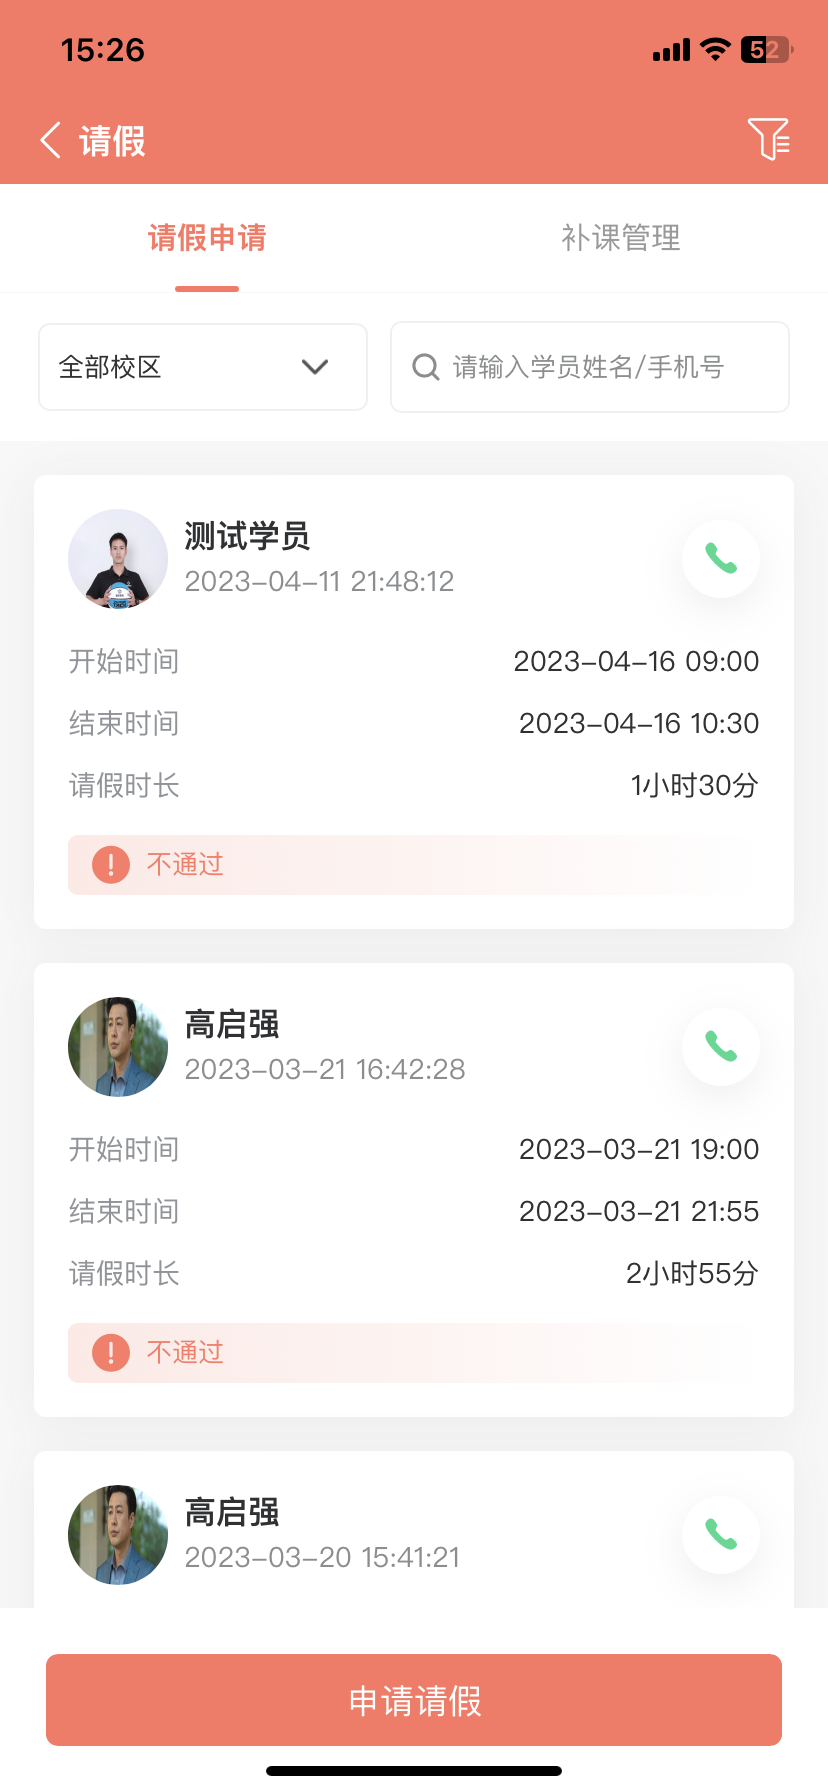 15:26
52
请假
请假申请 补课管理
全部校区 请输入学员姓名/手机号
测试学员
2023-04-11 21:48:12
开始时间 2023-04-16 09:00
结束时间 2023-04-16 10:30
请假时长 1小时30分
不通过
高启强
2023-03-21 16:42:28
开始时间 2023-03-21 19:00
结束时间 2023-03-21 21:55
请假时长 2小时55分
不通过
高启强
2023-03-20 15:41:21
申请请假